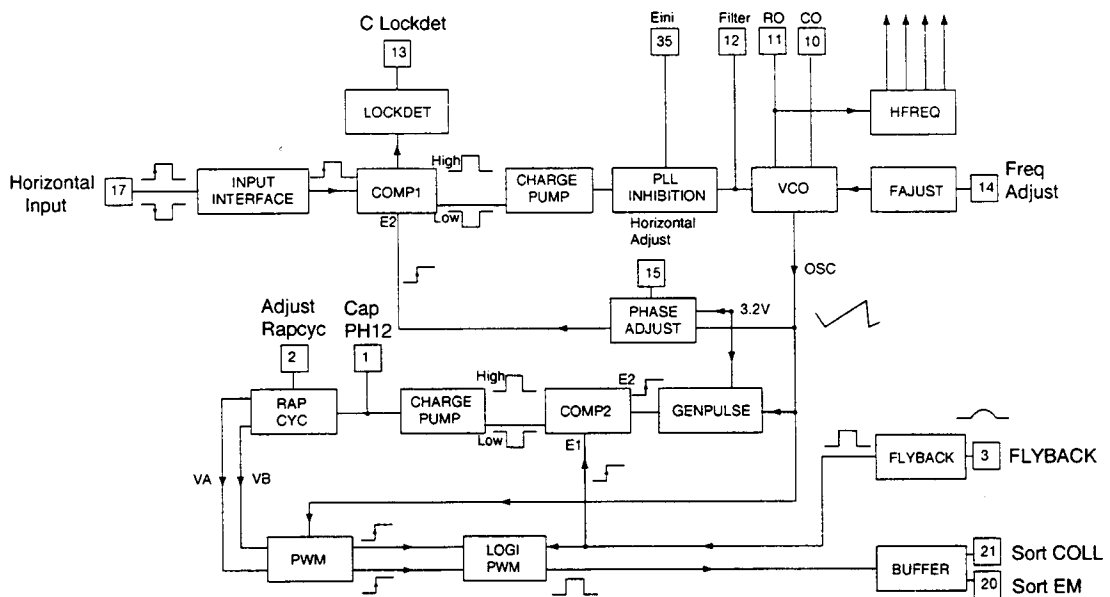 C Lockdet
13
Eini
35
Filter
12
RO
11
CO
10
LOCKDET
HFREQ
High
Horizontal
Input
17
INPUT
INTERFACE
COMP1
E2
Low
CHARGE
PUMP
PLL
INHIBITION
VCO
FAJUST
14
Freq
Adjust
Horizontal
Adjust
15
OSC
PHASE
ADJUST
3.2V
Adjust
Rapcyc
2
Cap
PH12
1
High
E2
RAP
CYC
CHARGE
PUMP
COMP2
GENPULSE
Low
E1
FLYBACK
3
FLYBACK
VA
VB
PWM
LOGI
PWM
BUFFER
21
Sort COLL
20
Sort EM